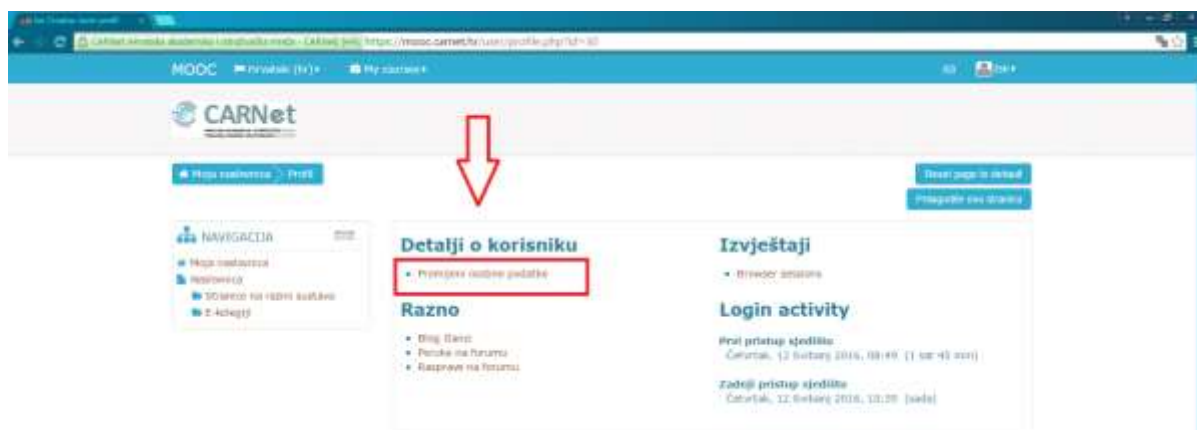 MOOC Hrvatski (hr) My courses
CARNet
Moja naslovnica Profil
Reset page to default
Prilagodite ovu stranicu
NAVIGACIJA
Moja naslovnica
Naslovnica
Stranice na razini sustava
E-kolegiji
Detalji o korisniku
Promijeni osobne podatke
Razno
Blog članci
Poruke na forumu
Rasprave na forumu
Izvještaji
Browser sessions
Login activity
Prvi pristup sjedištu
Četvrtak, 12 Svibanj 2016, 08:49 (1 sat 45 min)
Zadnji pristup sjedištu
Četvrtak, 12 Svibanj 2016, (sada)